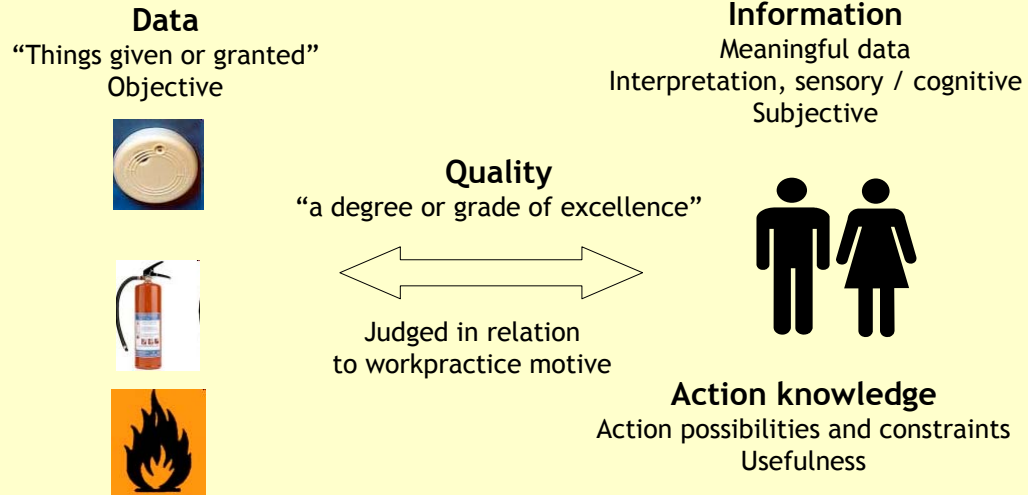 Data
“Things given or granted”
Objective
Information
Meaningful data
Interpretation, sensory / cognitive
Subjective
Quality
“a degree or grade of excellence”
Judged in relation
to workpractice motive
Action knowledge
Action possibilities and constraints
Usefulness